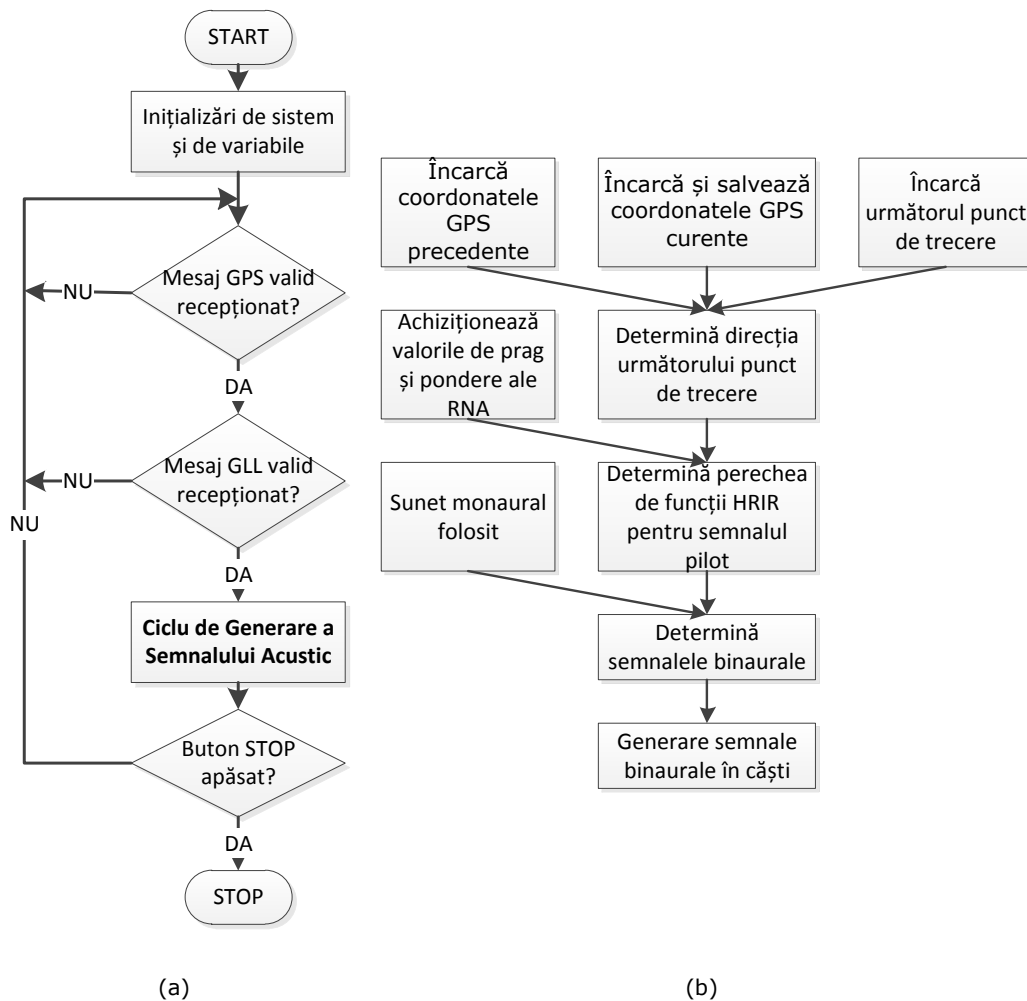 START
Inițializări de sistem
și de variabile
Mesaj GPS valid
recepționat?
NU
DA
Mesaj GLL valid
recepționat?
NU
NU
DA
Ciclu de Generare a
Semnalului Acustic
Buton STOP
apăsat?
DA
STOP
(a)
Încarcă
coordonatele
GPS
precedente
Încarcă și salvează
coordonatele GPS
curente
Încarcă
următorul punct
de trecere
Achiziționează
valorile de prag
și pondere ale
RNA
Determină direcția
următorului punct
de trecere
Sunet monaural
folosit
Determină perechea
de funcții HRIR
pentru semnalul
pilot
Determină
semnalele binaurale
Generare semnale
binaurale în căști
(b)